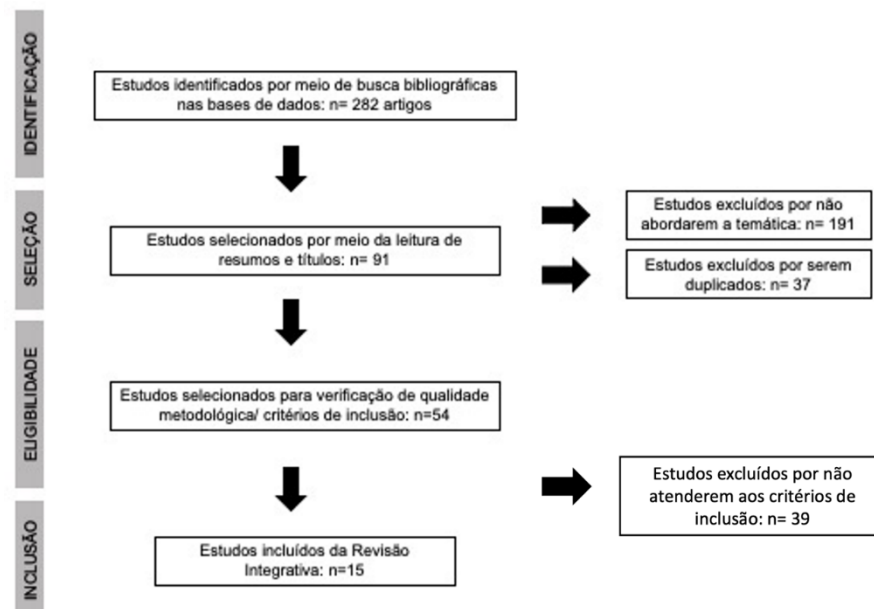 IDENTIFICAÇÃO
Estudos identificados por meio de busca bibliográficas
nas bases de dados: n= 282 artigos
SELEÇÃO
Estudos selecionados por meio da leitura de
resumos e títulos: n= 91
Estudos excluídos por não
abordarem a temática: n= 191
Estudos excluídos por serem
duplicados: n= 37
ELIGIBILIDADE
Estudos selecionados para verificação de qualidade
metodológica/ critérios de inclusão: n=54
Estudos excluídos por não
atenderem aos critérios de
inclusão: n= 39
INCLUSÃO
Estudos incluídos da Revisão
Integrativa: n=15